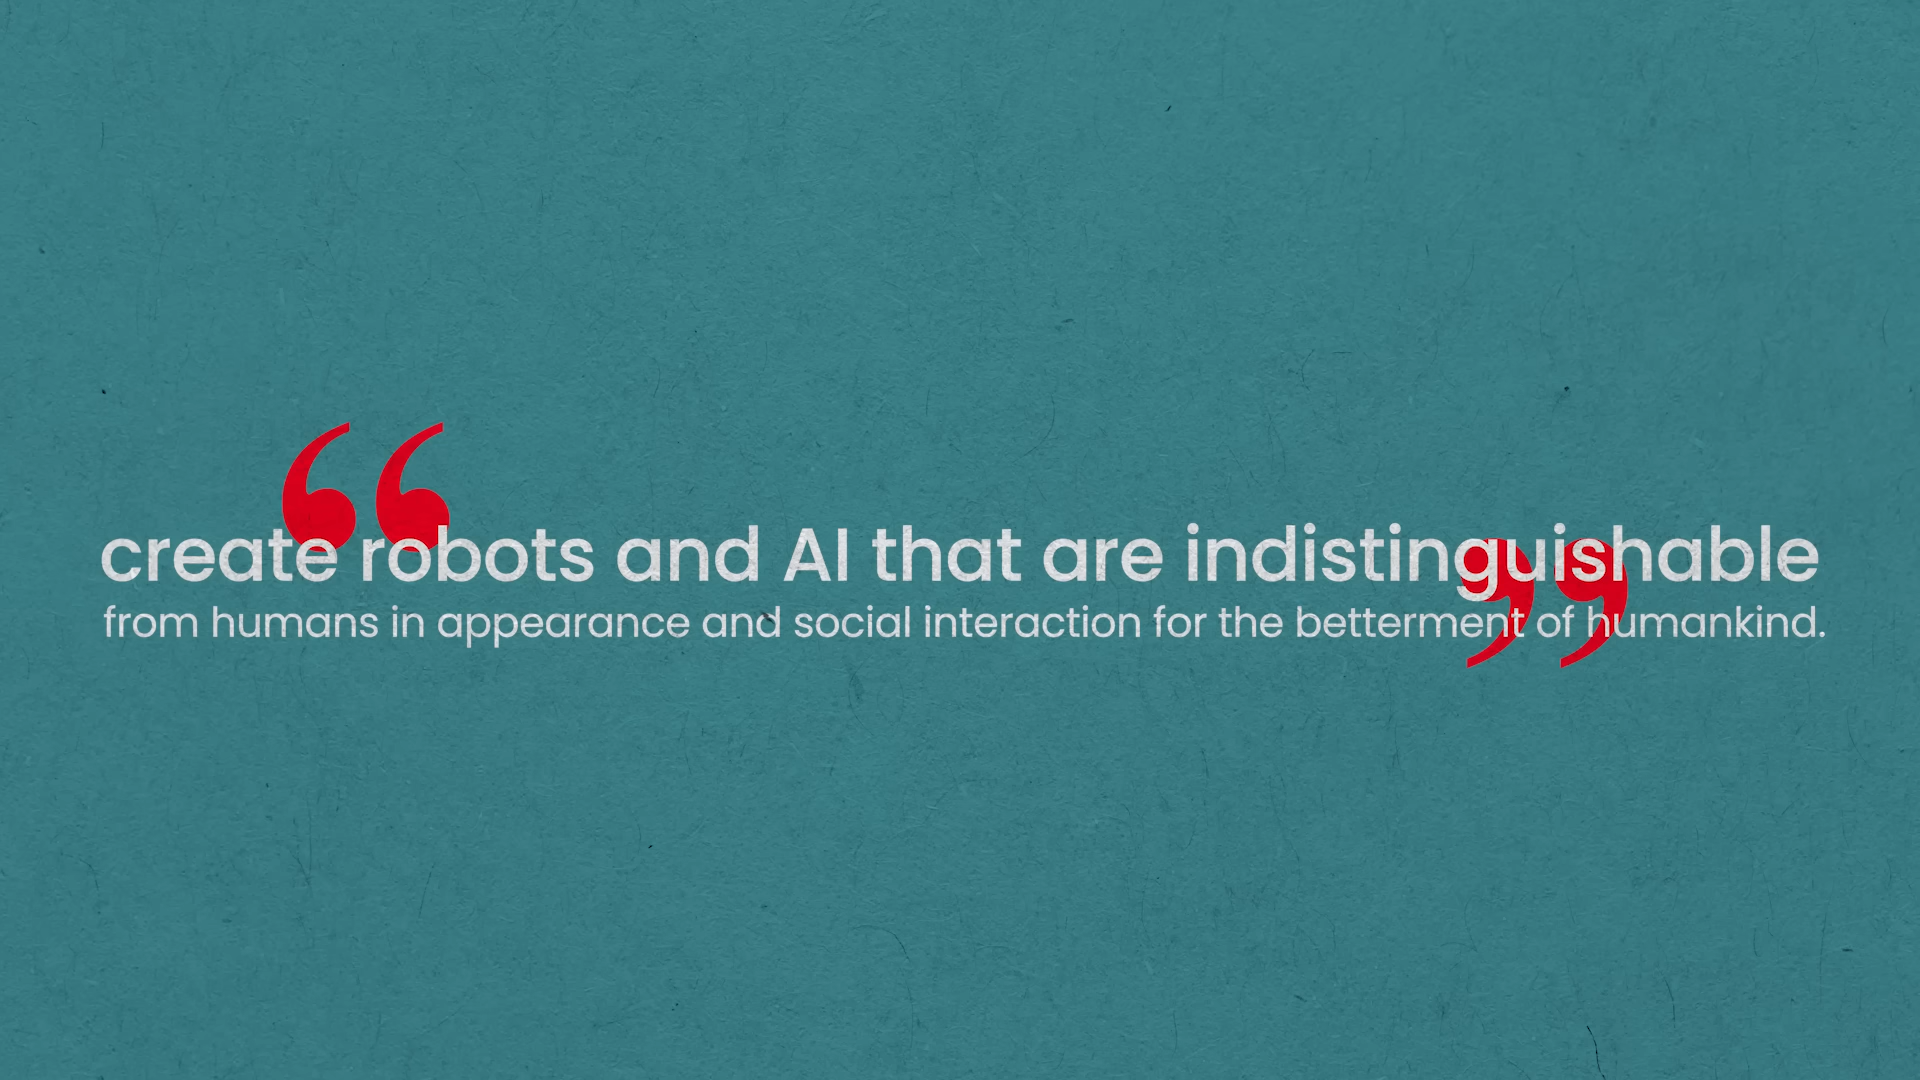 “
create robots and AI that are indistinguishable
from humans in appearance and social interaction for the betterment of humankind.
”